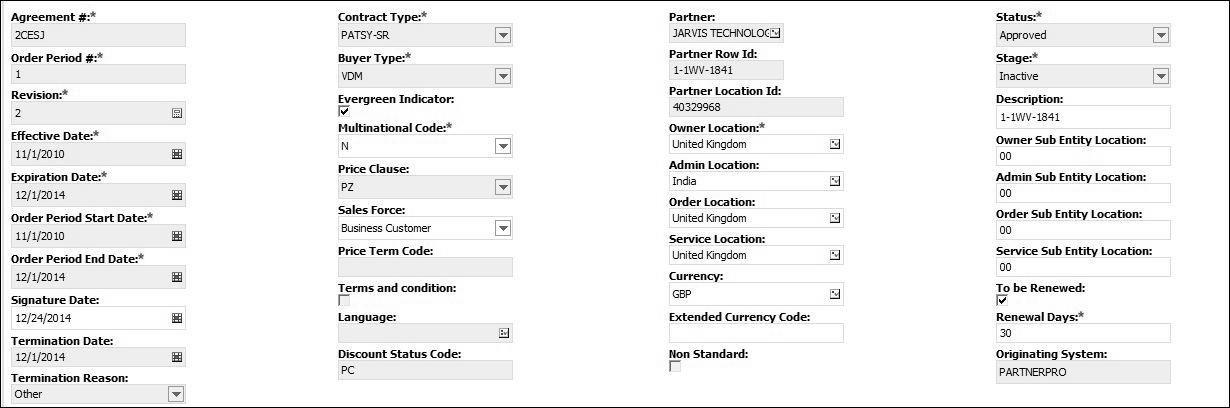 Agreement #:*
2CESJ
Order Period #:*
1
Revision:*
2
Effective Date:*
11/1/2010
Expiration Date:*
12/1/2014
Order Period Start Date:*
11/1/2010
Order Period End Date:*
12/1/2014
Signature Date:
12/24/2014
Termination Date:
12/1/2014
Termination Reason:
Other
Contract Type:*
PATSY-SR
Buyer Type:*
VDM
Evergreen Indicator:
Multinational Code:*
N
Price Clause:
PZ
Sales Force:
Business Customer
Price Term Code:
Terms and condition:
Language:
Discount Status Code:
PC
Partner:
JARVIS TECHNOLOG
Partner Row Id:
1-1WV-1841
Partner Location Id:
40329968
Owner Location:*
United Kingdom
Admin Location:
India
Order Location:
United Kingdom
Service Location:
United Kingdom
Currency:
GBP
Extended Currency Code:
Non Standard:
Status:*
Approved
Stage:*
Inactive
Description:
1-1WV-1841
Owner Sub Entity Location:
00
Admin Sub Entity Location:
00
Order Sub Entity Location:
00
Service Sub Entity Location:
00
To be Renewed:
Renewal Days:*
30
Originating System:
PARTNERPRO